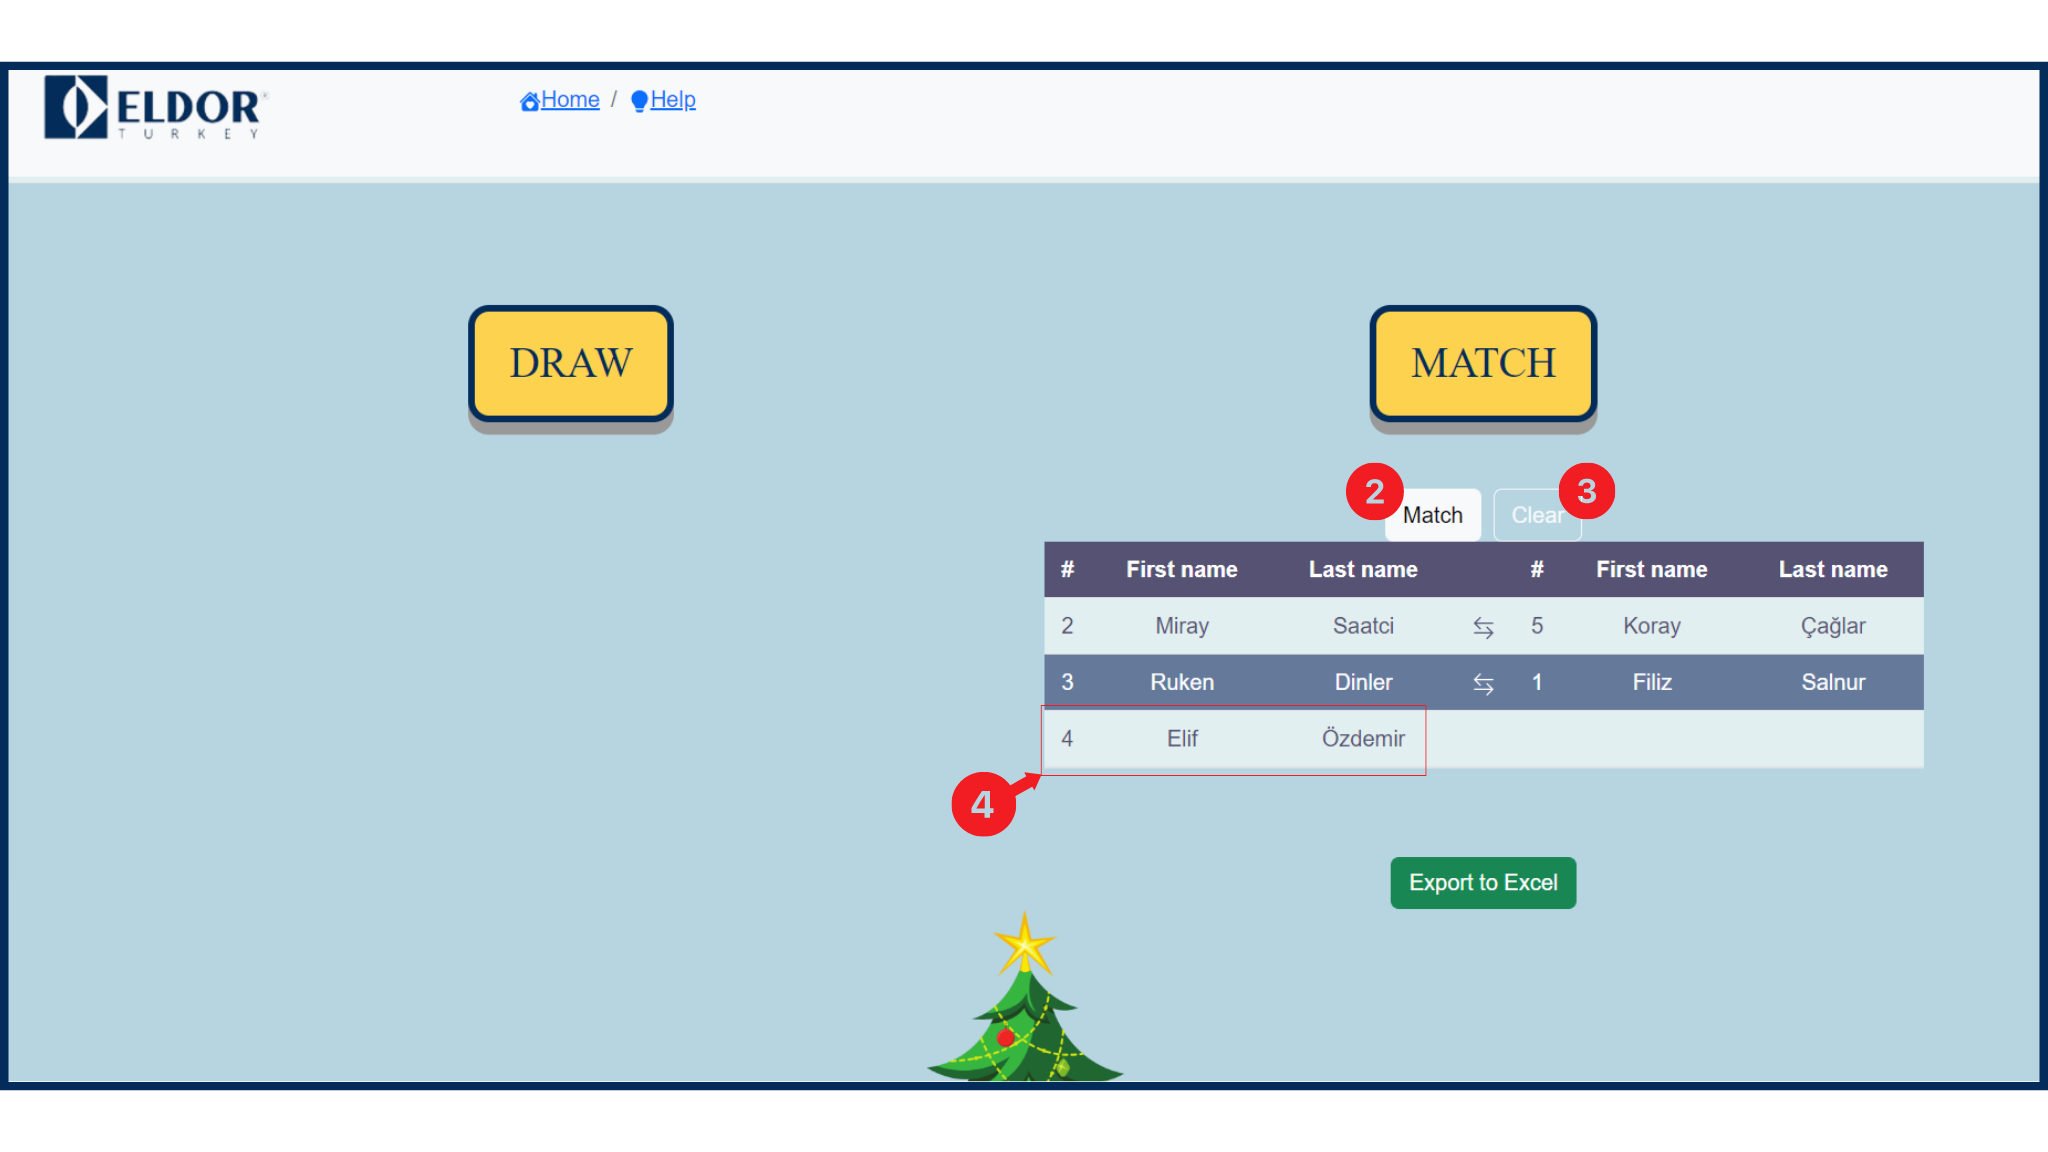 ELDOR
TURKEY
Home / Help
DRAW
MATCH
2 Match Clear 3
# First name Last name # First name Last name
2 Miray Saatci 5 Koray Çağlar
3 Ruken Dinler 1 Filiz Salnur
4 Elif Özdemir
4
Export to Excel